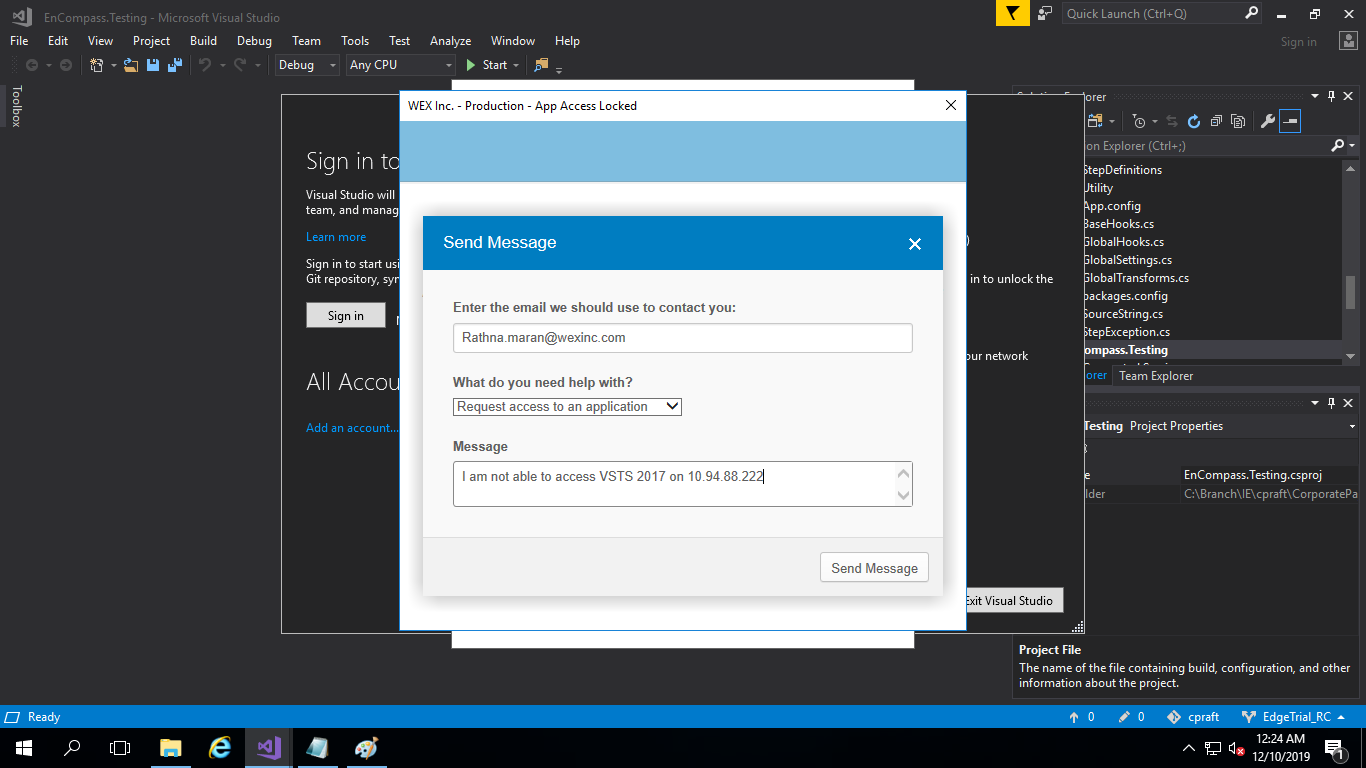 EnCompass.Testing - Microsoft Visual Studio
Quick Launch (Ctrl+Q)
File Edit View Project Build Debug Team Tools Test Analyze Window Help
Sign in
Debug Any CPU Start
Toolbox
WEX Inc. - Production - App Access Locked
Sign in to
Visual Studio will
team, and manag
Learn more
Sign in to start usi
Git repository, syn
Sign in
All Accou
Add an account...
Send Message
Enter the email we should use to contact you:
Rathna.maran@wexinc.com
What do you need help with?
Request access to an application
Message
I am not able to access VSTS 2017 on 10.94.88.222
Send Message
)
in to unlock the
our network
Exit Visual Studio
Explorer
on Explorer (Ctrl+;)
StepDefinitions
Utility
App.config
BaseHooks.cs
GlobalHooks.cs
GlobalSettings.cs
GlobalTransforms.cs
packages.config
SourceString.cs
StepException.cs
ompass.Testing
orer Team Explorer
Testing Project Properties
e EnCompass.Testing.csproj
lder C:\Branch\IE\cpraft\CorporatePa
Project File
The name of the file containing build, configuration, and other
information about the project.
Ready
0 0 cpraft EdgeTrial_RC
12:24 AM
12/10/2019
1